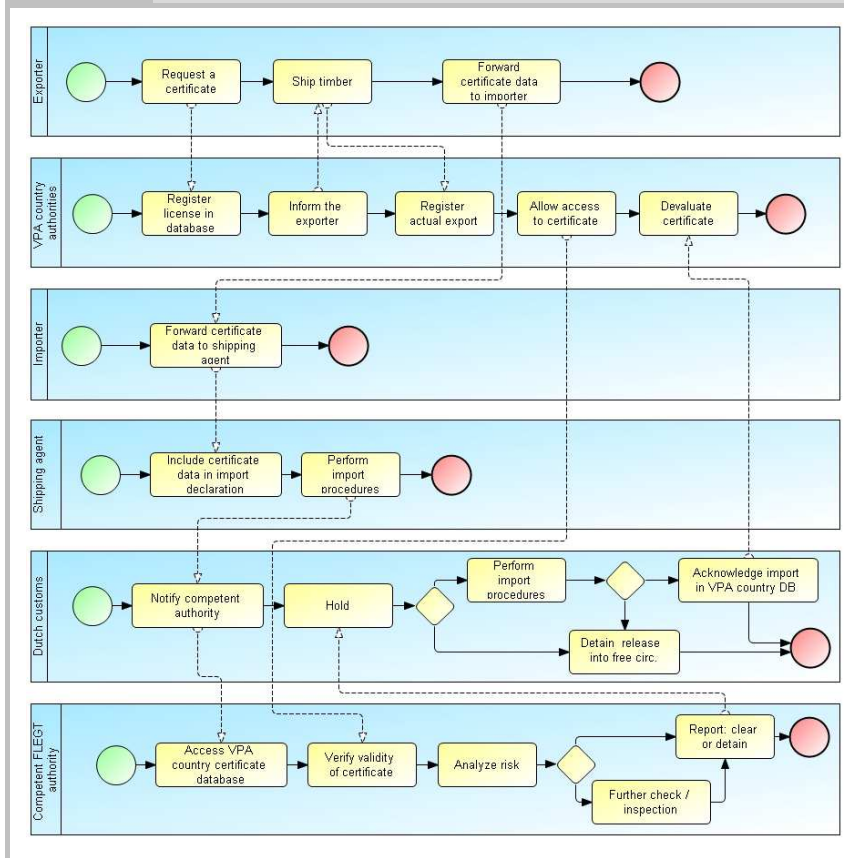 Exporter
Request a
certificate
Ship timber
Forward
certificate data
to importer
VPA country
authorities
Register
license in
database
Inform the
exporter
Register
actual export
Allow access
to certificate
Devaluate
certificate
Importer
Forward certificate
data to shipping
agent
Shipping agent
Include certificate
data in import
declaration
Perform
import
procedures
Dutch customs
Notify competent
authority
Hold
Perform
import
procedures
Acknowledge import
in VPA country DB
Detain release
into free circ.
Competent FLEGT
authority
Access VPA
country certificate
database
Verify validity
of certificate
Analyze risk
Report: clear
or detain
Further check /
inspection